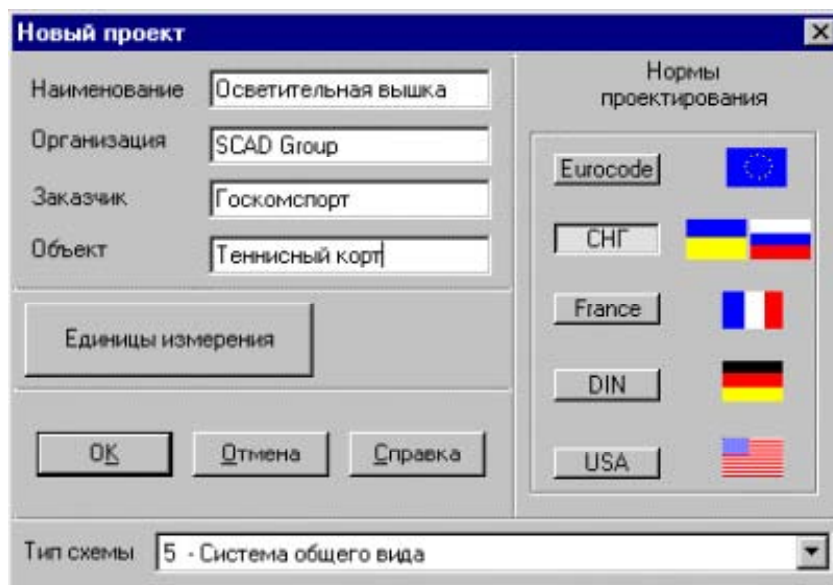 Новый проект
Наименование Осветительная вышка
Организация SCAD Group
Заказчик Госкомспорт
Объект Теннисный корт
Единицы измерения
OK Отмена Справка
Нормы
проектирования
Eurocode
СНГ
France
DIN
USA
Тип схемы 5 - Система общего вида